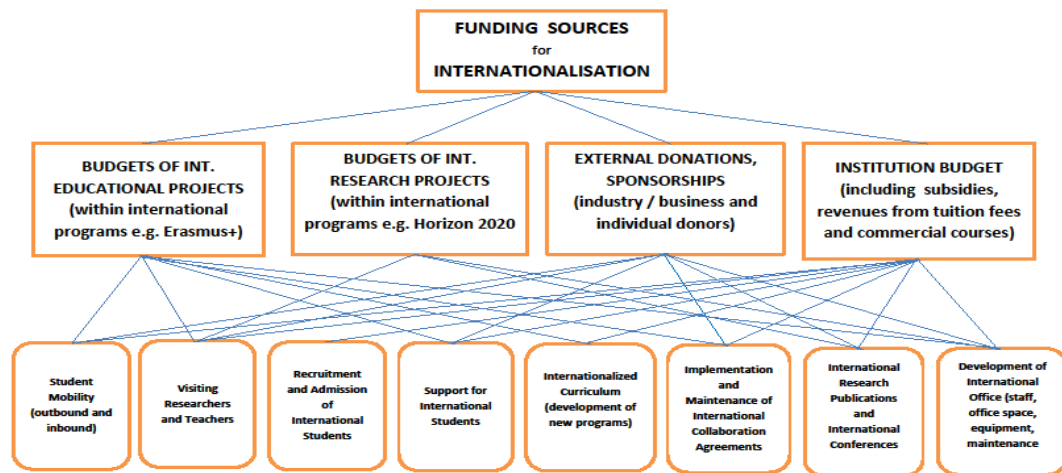 FUNDING SOURCES
for
INTERNATIONALISATION
BUDGETS OF INT.
EDUCATIONAL PROJECTS
(within international
programs e.g. Erasmus+)
BUDGETS OF INT.
RESEARCH PROJECTS
(within international
programs e.g. Horizon 2020
EXTERNAL DONATIONS,
SPONSORSHIPS
(industry / business and
individual donors)
INSTITUTION BUDGET
(including subsidies,
revenues from tuition fees
and commercial courses)
Student
Mobility
(outbound and
inbound)
Visiting
Researchers
and Teachers
Recruitment
and Admission
of
International
Students
Support for
International
Students
Internationalized
Curriculum
(development of
new programs)
Implementation
and
Maintenance of
International
Collaboration
Agreements
International
Research
Publications
and
International
Conferences
Development of
International
Office (staff,
office space,
equipment,
maintenance